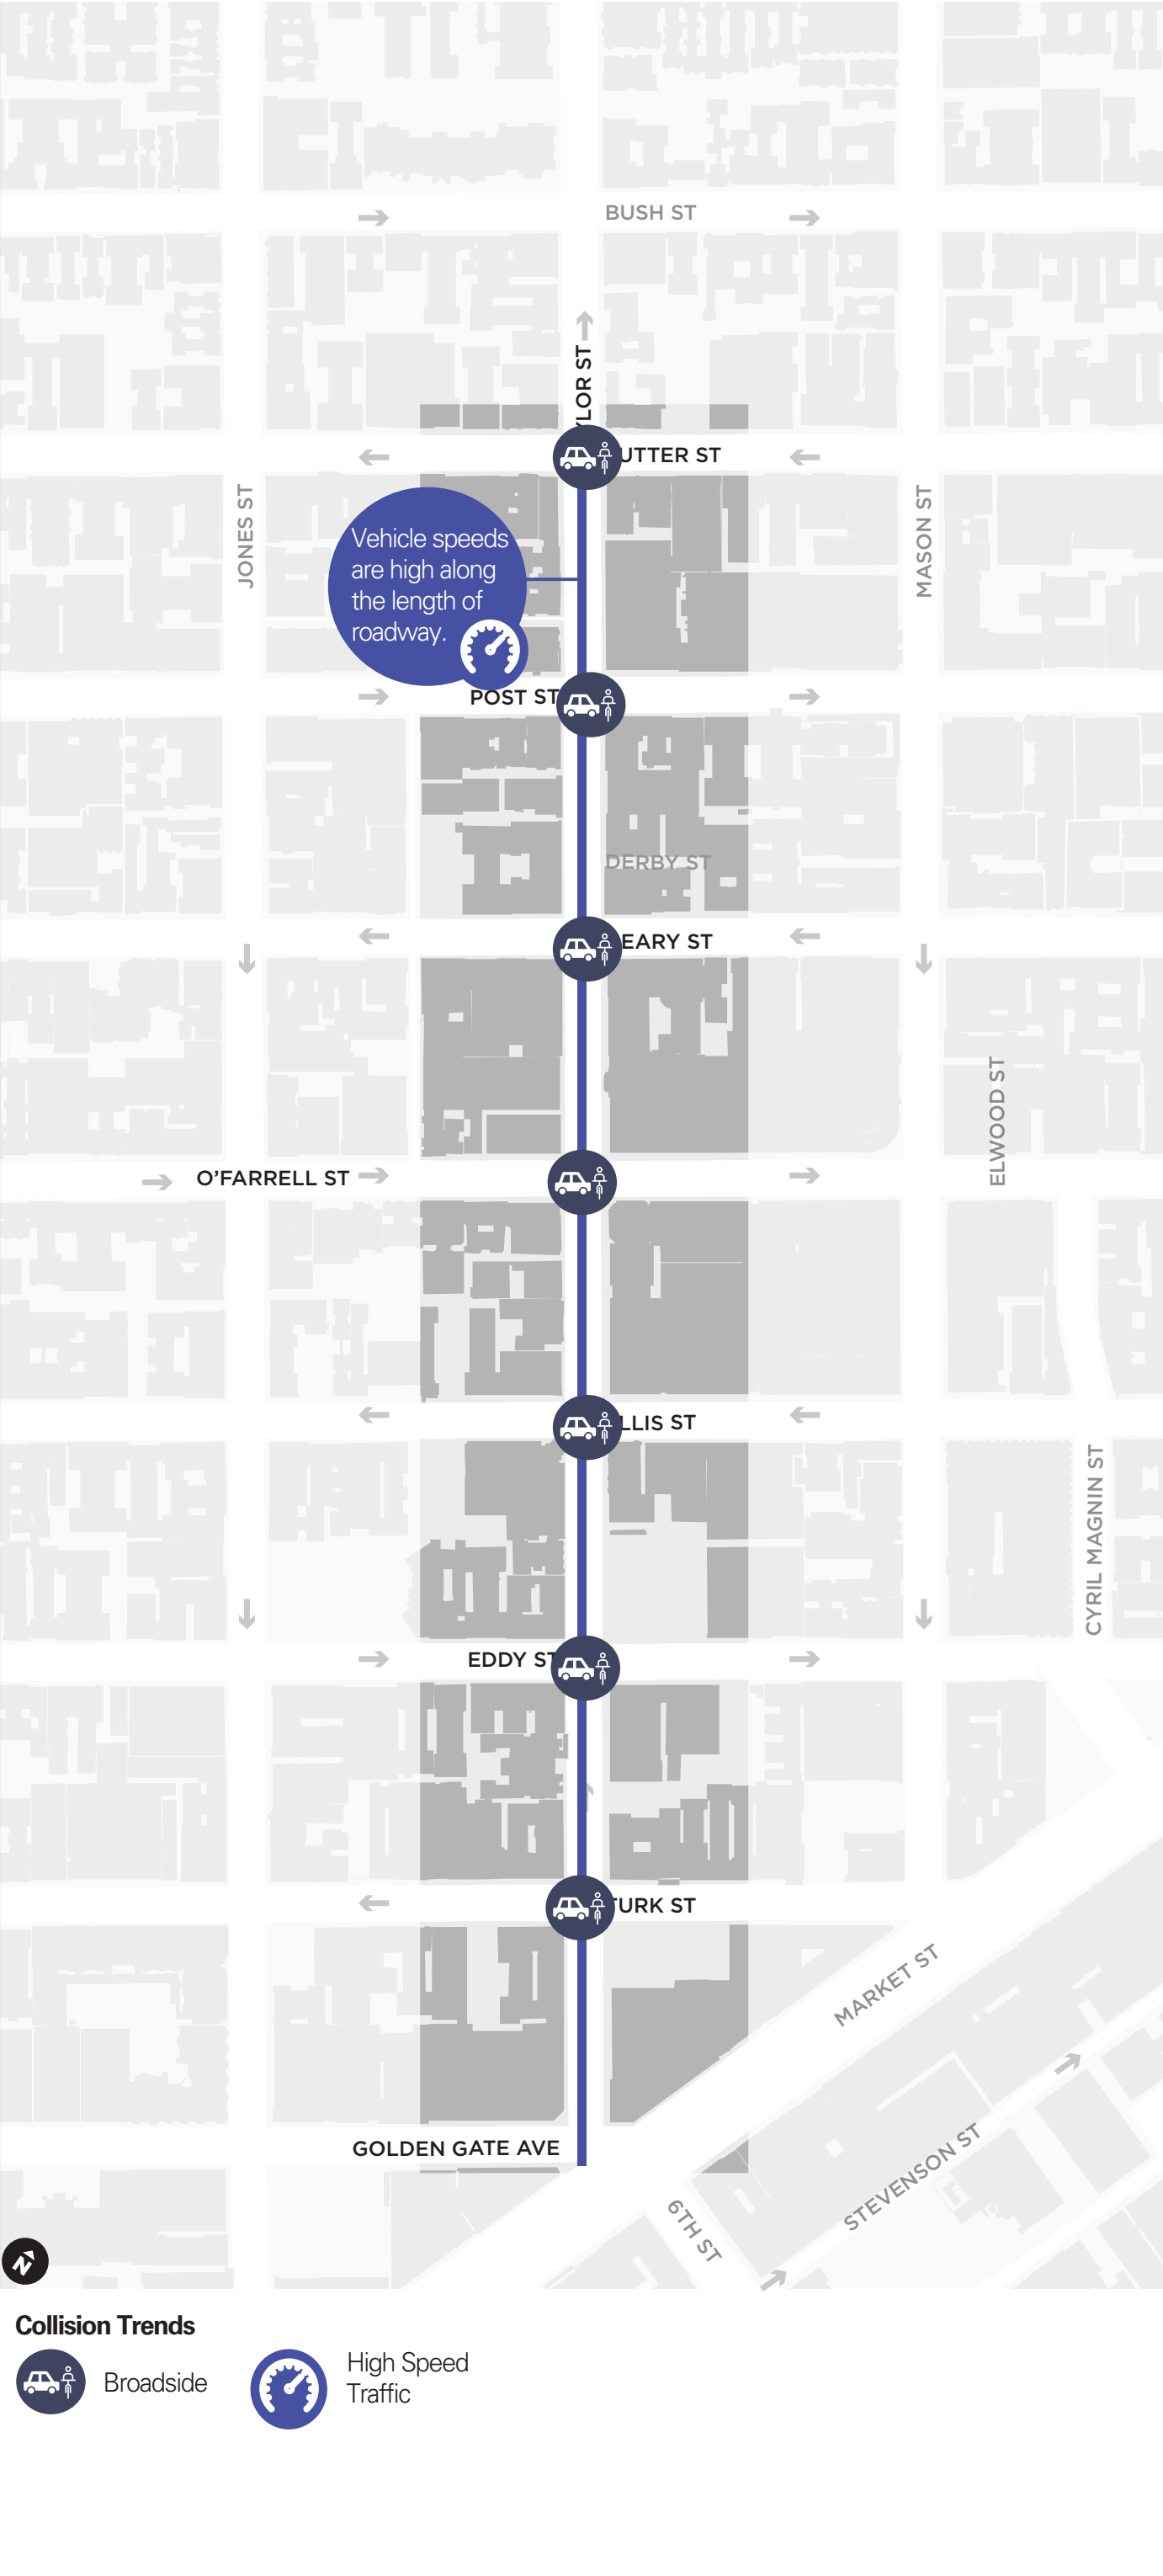 BUSH ST
YLOR ST
UTTER ST
JONES ST
MASON ST
Vehicle speeds
are high along
the length of
roadway.
POST ST
DERBY ST
EARY ST
ELWOOD ST
O’FARRELL ST
LLIS ST
CYRIL MAGNIN ST
EDDY ST
TURK ST
MARKET ST
STEVENSON ST
GOLDEN GATE AVE
6TH ST
N
Collision Trends
Broadside
High Speed
Traffic